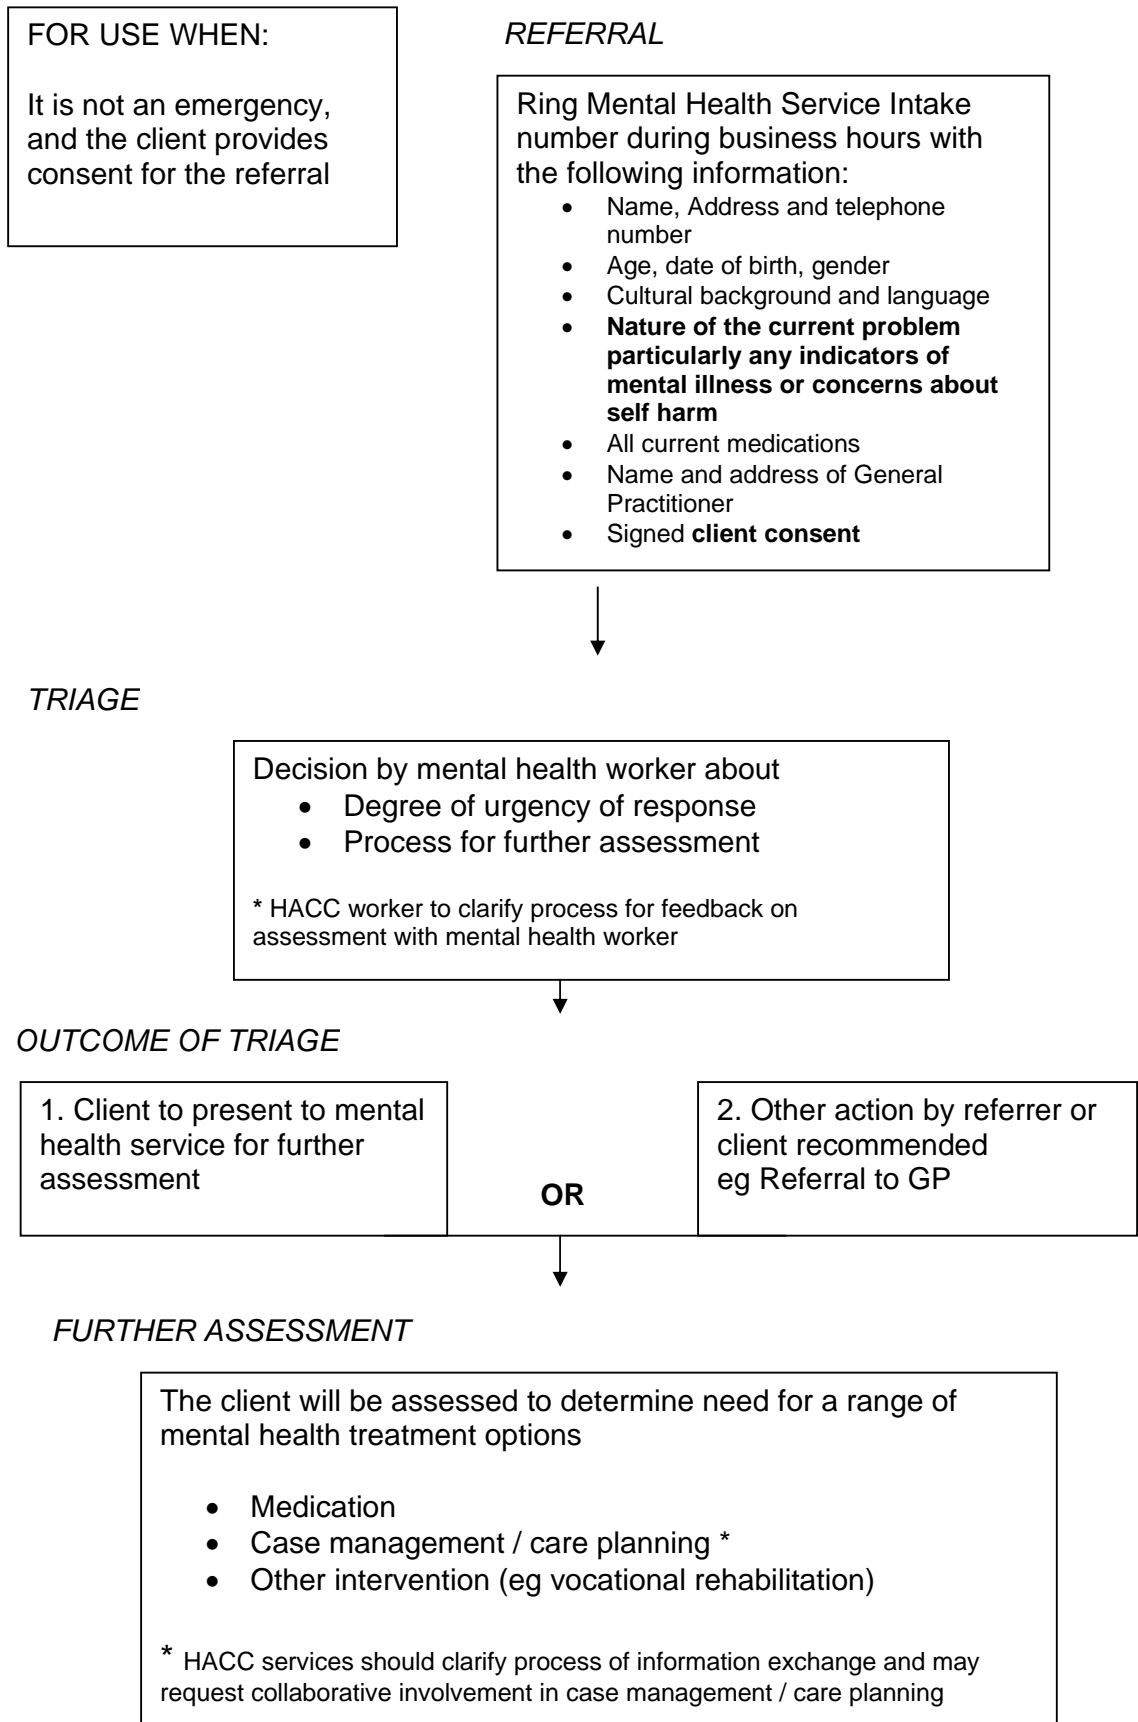 FOR USE WHEN:
It is not an emergency,
and the client provides
consent for the referral
REFERRAL
Ring Mental Health Service Intake
number during business hours with
the following information:
• Name, Address and telephone
number
• Age, date of birth, gender
• Cultural background and language
• Nature of the current problem
particularly any indicators of
mental illness or concerns about
self harm
• All current medications
• Name and address of General
Practitioner
• Signed client consent
TRIAGE
Decision by mental health worker about
• Degree of urgency of response
• Process for further assessment
* HACC worker to clarify process for feedback on
assessment with mental health worker
OUTCOME OF TRIAGE
1. Client to present to mental
health service for further
assessment
OR
2. Other action by referrer or
client recommended
eg Referral to GP
FURTHER ASSESSMENT
The client will be assessed to determine need for a range of
mental health treatment options
• Medication
• Case management / care planning *
• Other intervention (eg vocational rehabilitation)
* HACC services should clarify process of information exchange and may
request collaborative involvement in case management / care planning